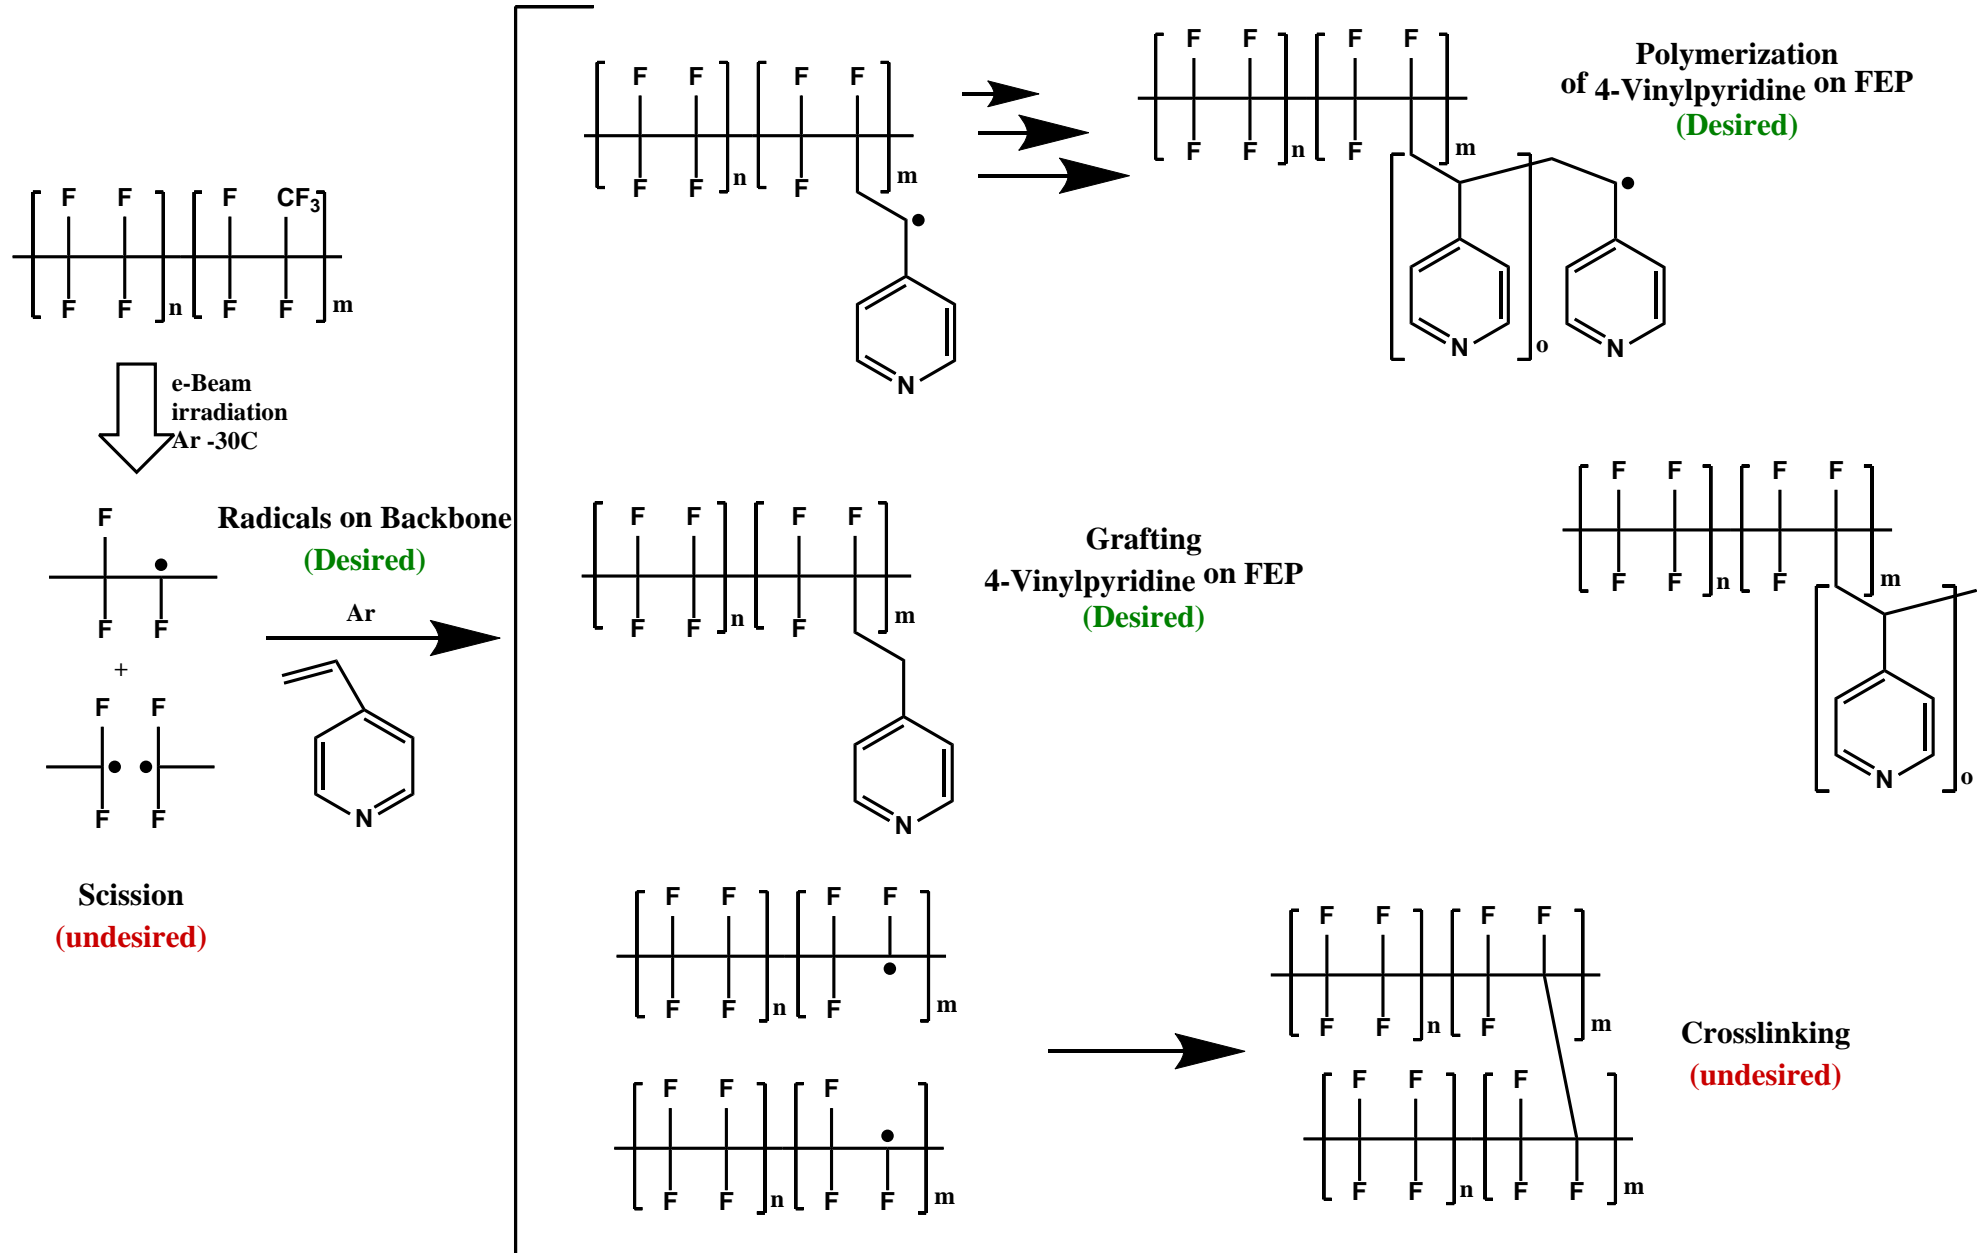 F F F CF3
F F n F F m
e-Beam
irradiation
Ar -30C
F
F F
+
F F
F F
Scission
(undesired)
Radicals on Backbone
(Desired)
Ar
N
F F F F
F F n F m
N
F F F F
F F n F m
N o N
Polymerization
of 4-Vinylpyridine on FEP
(Desired)
F F F F
F F n F m
N
Grafting
4-Vinylpyridine on FEP
(Desired)
F F F F
F F n F m
N o
F F F F
F F n F m
F F F
F F n F F m
F F F F
F F n F m
F F F
F F n F F m
Crosslinking
(undesired)